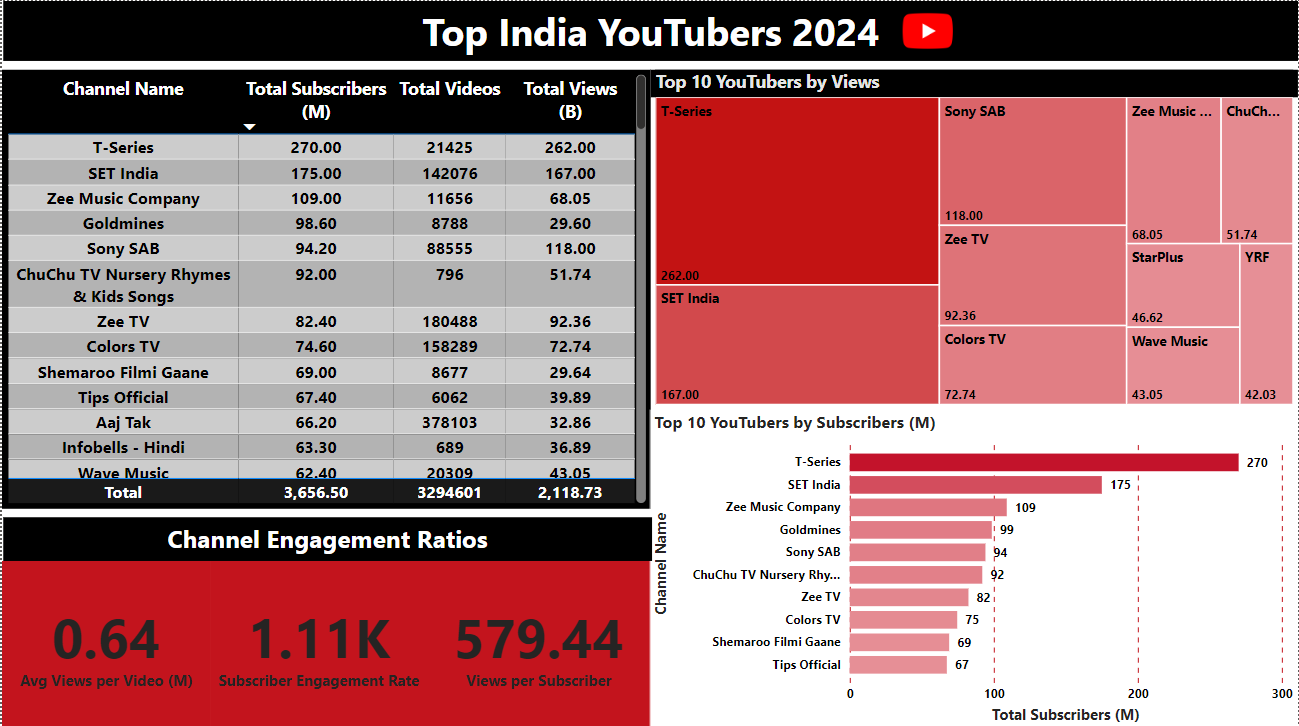 Top India YouTubers 2024
Channel Name Total Subscribers (M) Total Videos Total Views (B)
T-Series 270.00 21425 262.00
SET India 175.00 142076 167.00
Zee Music Company 109.00 11656 68.05
Goldmines 98.60 8788 29.60
Sony SAB 94.20 88555 118.00
ChuChu TV Nursery Rhymes & Kids Songs 92.00 796 51.74
Zee TV 82.40 180488 92.36
Colors TV 74.60 158289 72.74
Shemaroo Filmi Gaane 69.00 8677 29.64
Tips Official 67.40 6062 39.89
Aaj Tak 66.20 378103 32.86
Infobells - Hindi 63.30 689 36.89
Wave Music 62.40 20309 43.05
Total 3,656.50 3294601 2,118.73
Channel Engagement Ratios
0.64 1.11K 579.44
Avg Views per Video (M) Subscriber Engagement Rate Views per Subscriber
Top 10 YouTubers by Views
T-Series
262.00
SET India
167.00
Sony SAB
118.00
Zee TV
92.36
Colors TV
72.74
Zee Music ...
68.05
ChuCh...
51.74
StarPlus
46.62
Wave Music
43.05
YRF
42.03
Top 10 YouTubers by Subscribers (M)
Channel Name
T-Series 270
SET India 175
Zee Music Company 109
Goldmines 99
Sony SAB 94
ChuChu TV Nursery Rhy... 92
Zee TV 82
Colors TV 75
Shemaroo Filmi Gaane 69
Tips Official 67
0 100 200 300
Total Subscribers (M)